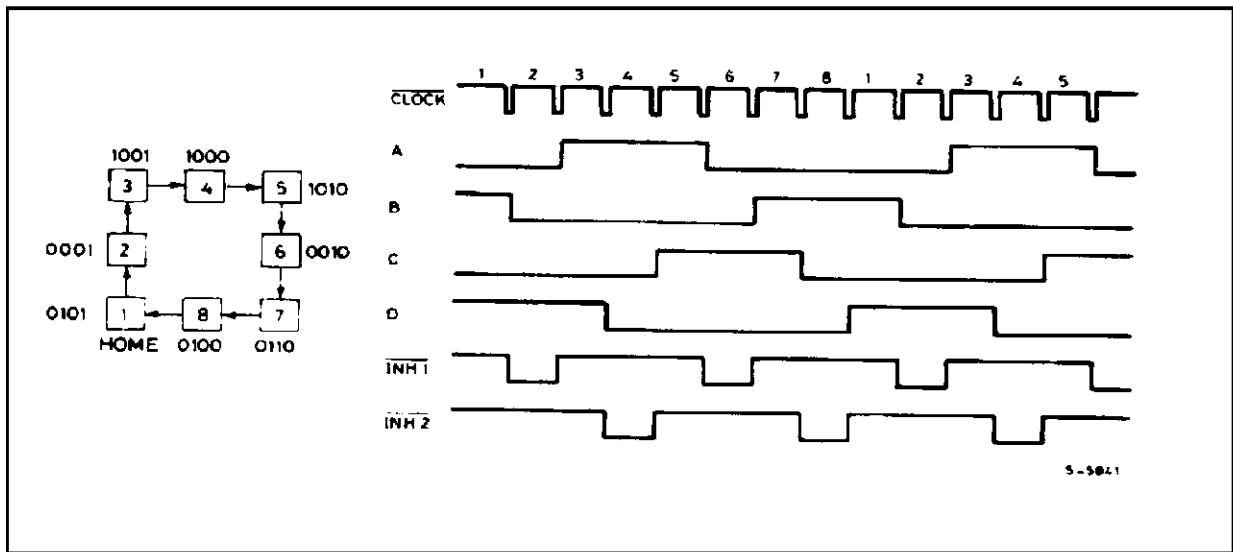 1 2 3 4 5 6 7 8 1 2 3 4 5
CLOCK
A
B
C
D
INH 1
INH 2
1001 1000
3 4 5 1010
0001 2 6 0010
0101 1 8 7
HOME 0100 0110
S-5841